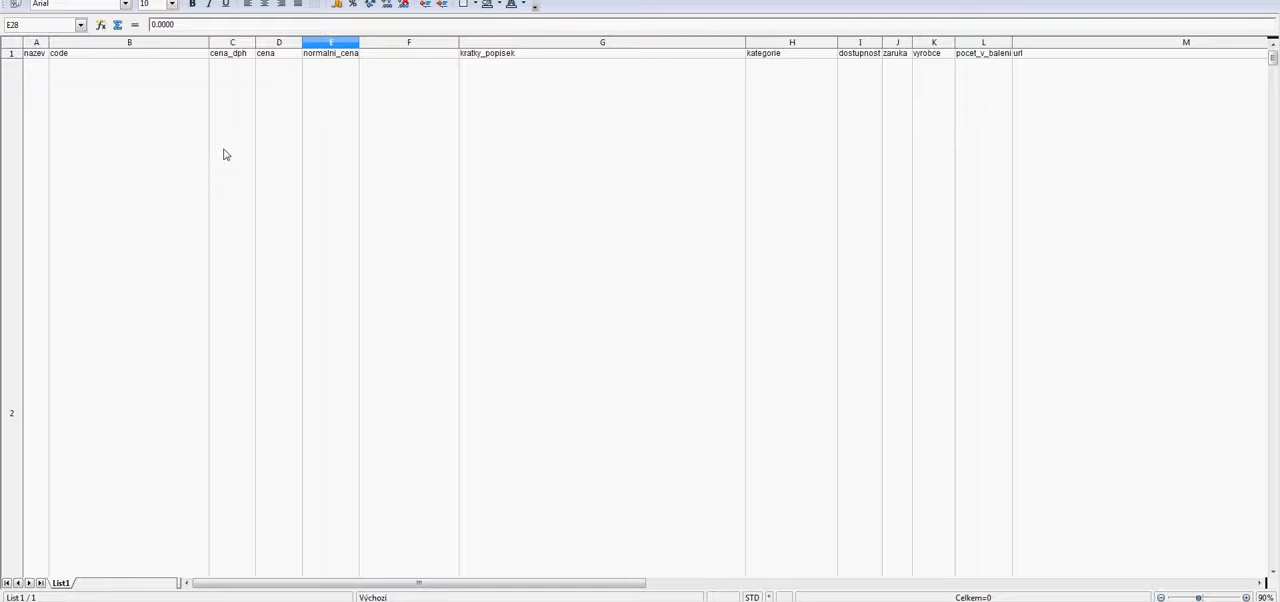 Arial 10 B I U
E28 0.0000
A B C D E F G H I J K L M
1 nazev code cena_dph cena normalni_cena kratky_popisek kategorie dostupnost zaruka vyrobce pocet_v_baleni url
2
List1
List 1 / 1 Výchozí STD * Celkem=0 90%